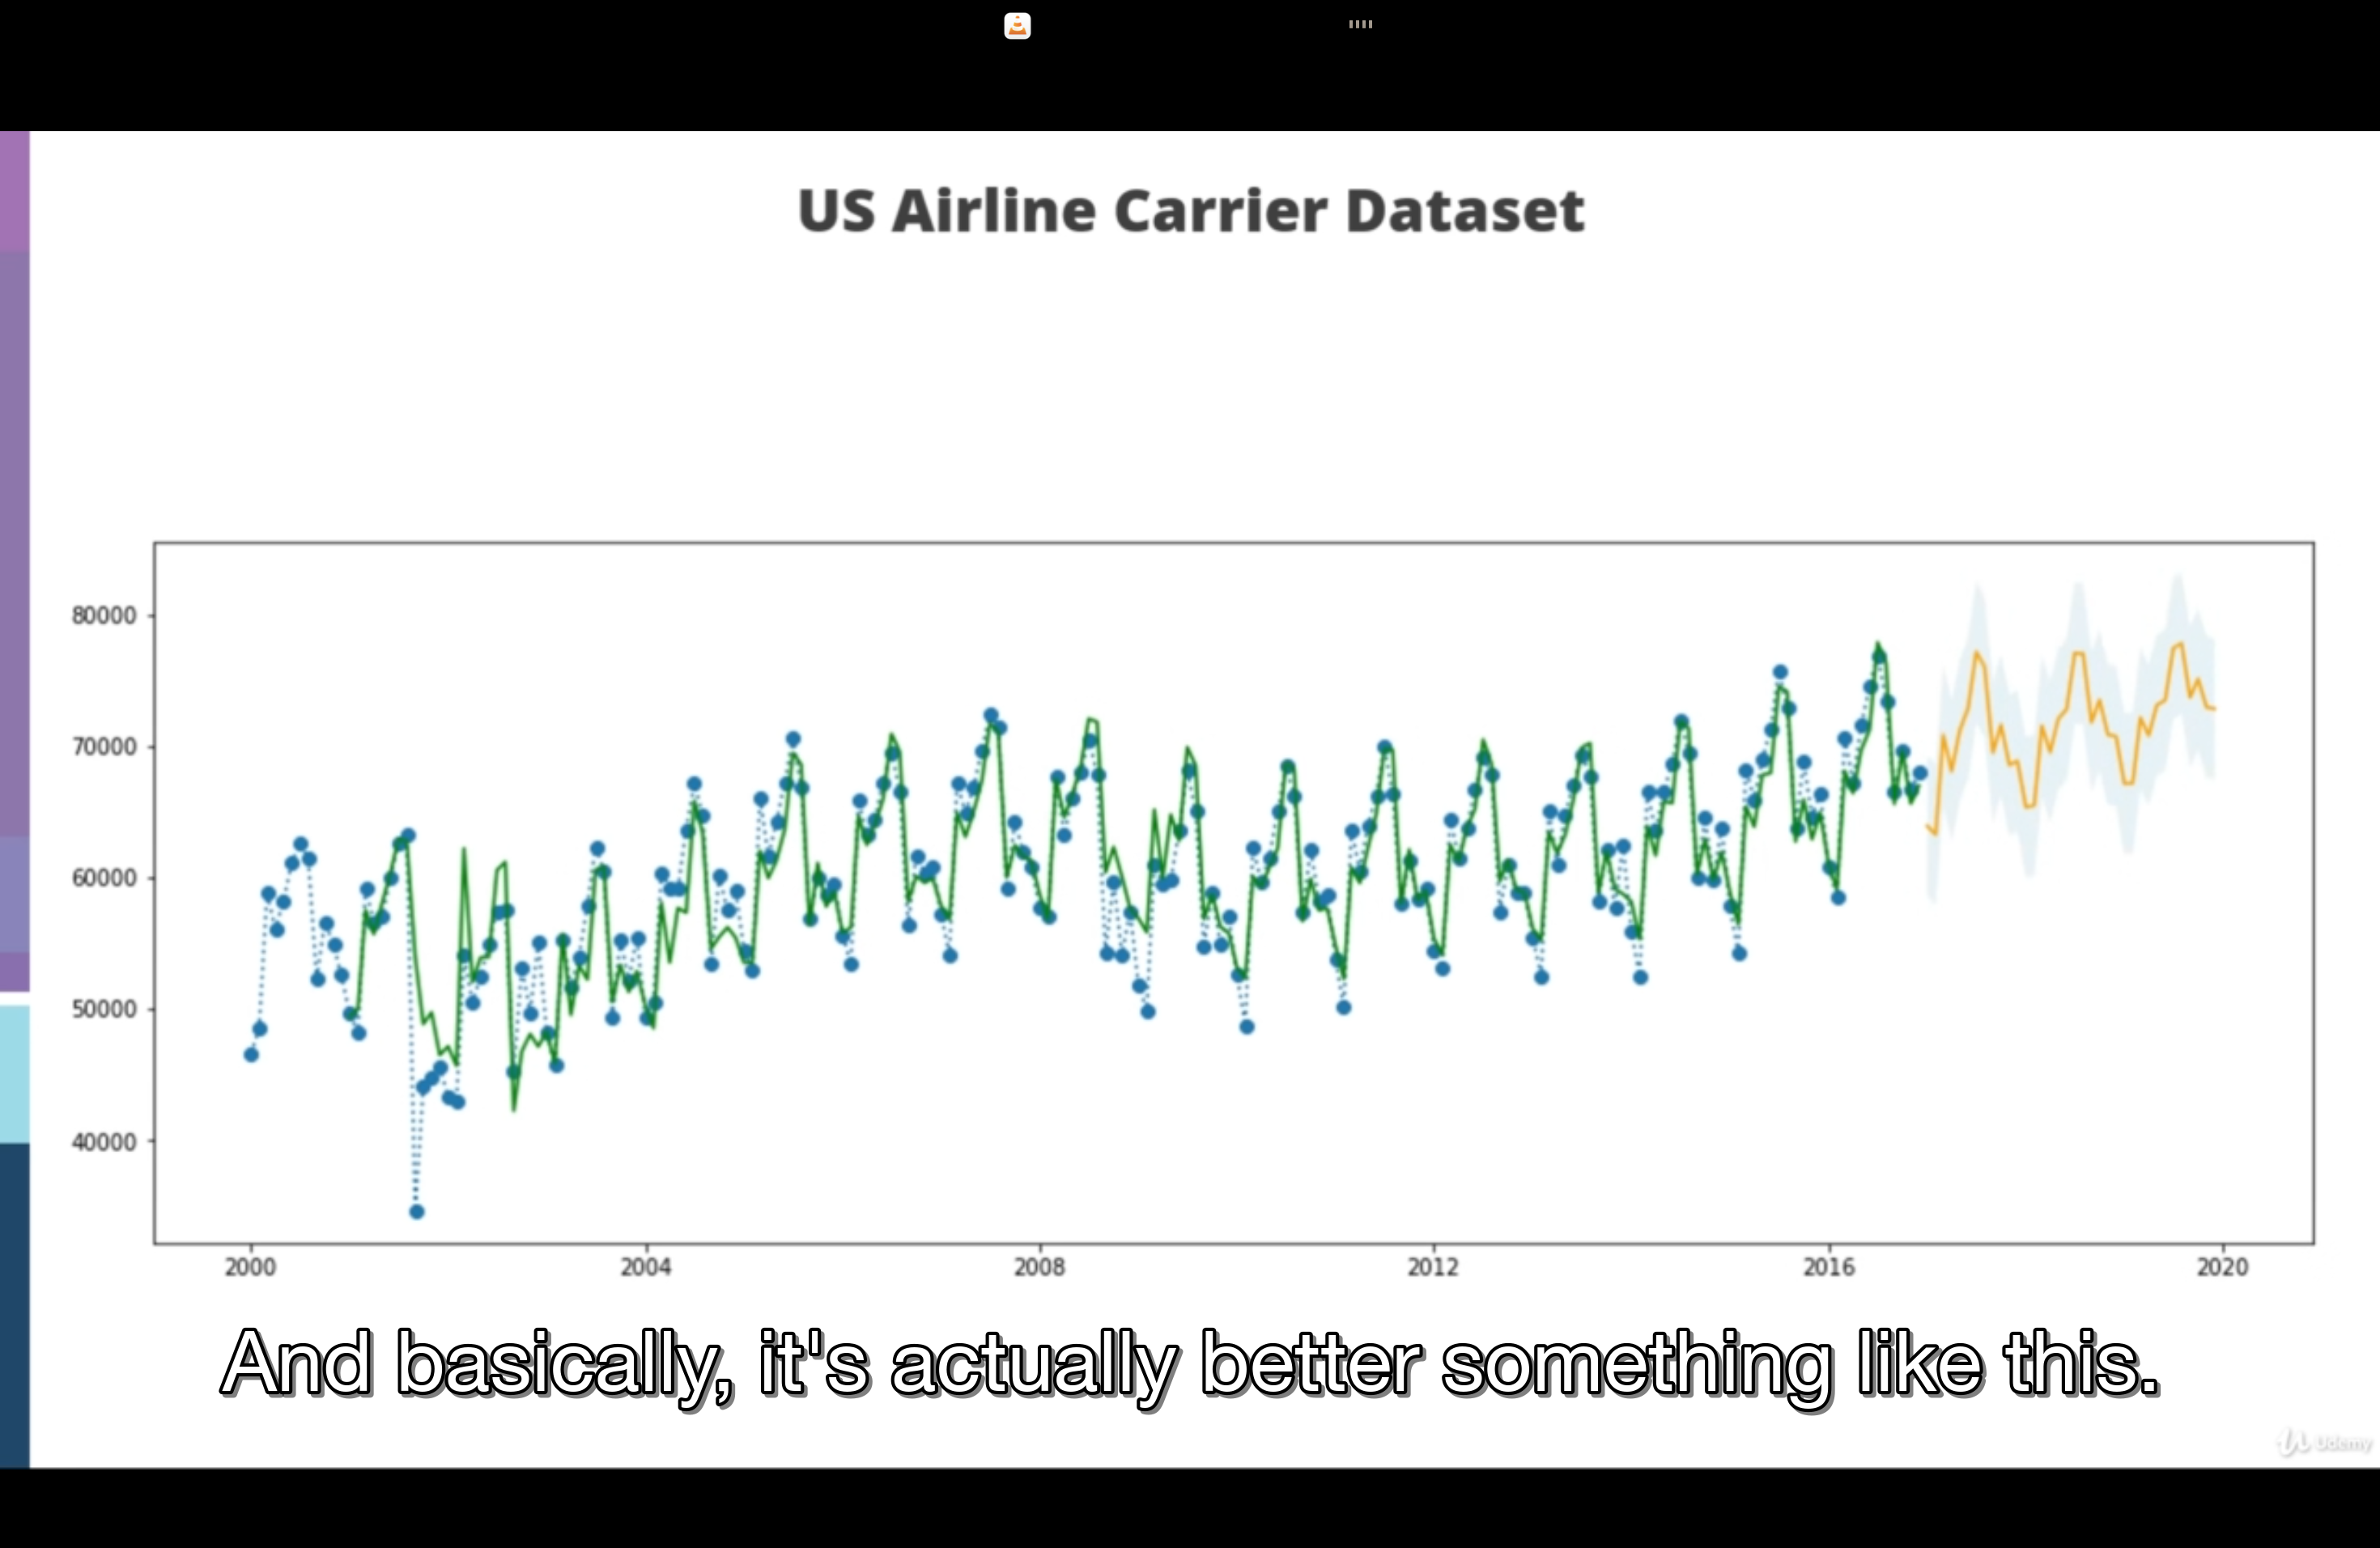 US Airline Carrier Dataset
80000
70000
60000
50000
40000
2000 2004 2008 2012 2016 2020
And basically, it's actually better something like this.
Udemy